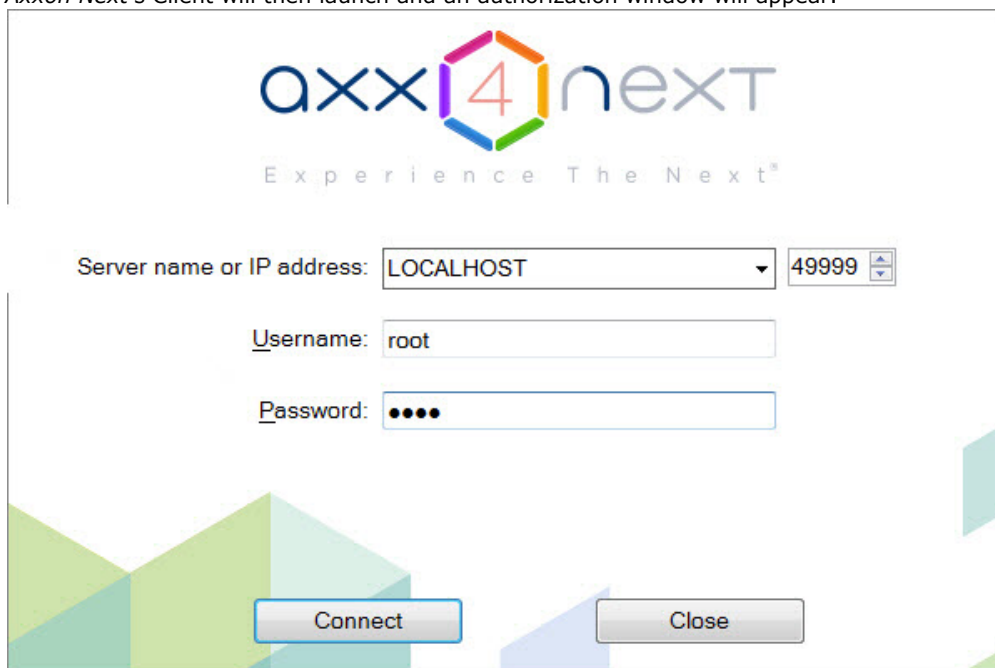 Axxon Next's Client will then launch and an authorization window will appear.
axx4next
Experience The Next®
Server name or IP address: LOCALHOST 49999
Username: root
Password: ••••
Connect Close